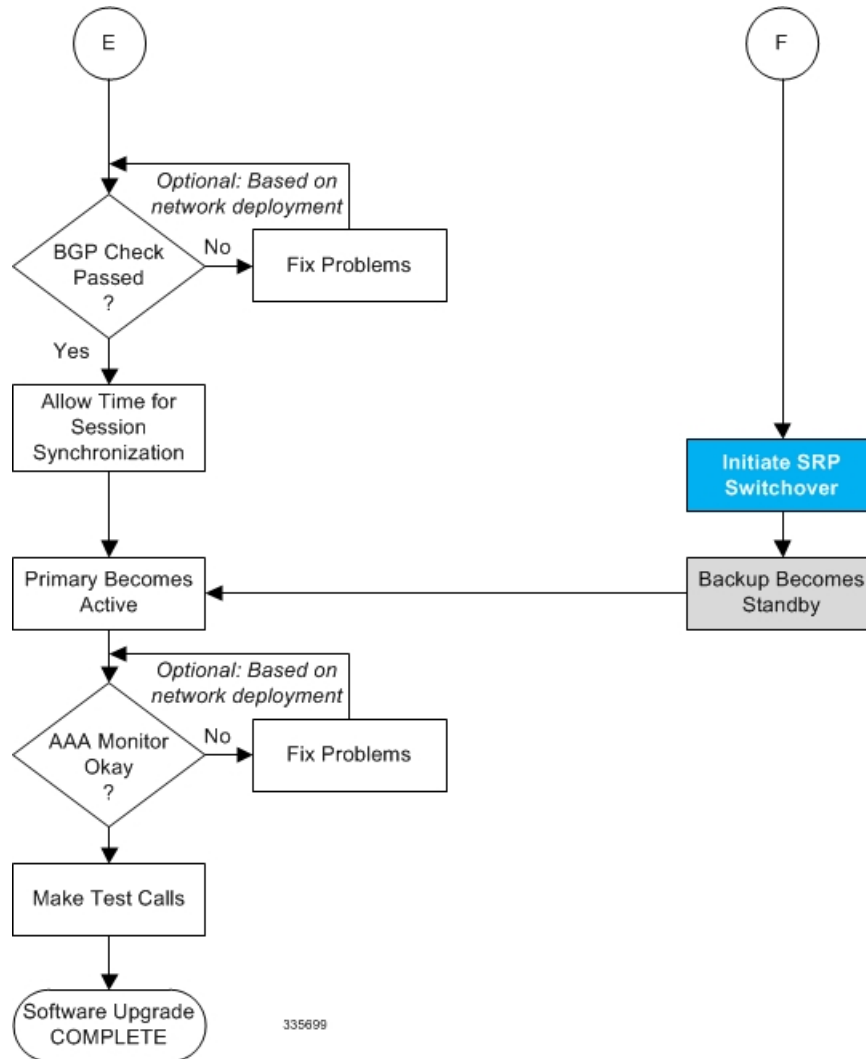 E
F
Optional: Based on
network deployment
BGP Check
Passed
?
No
Fix Problems
Yes
Allow Time for
Session
Synchronization
Initiate SRP
Switchover
Primary Becomes
Active
Backup Becomes
Standby
Optional: Based on
network deployment
AAA Monitor
Okay
?
No
Fix Problems
Make Test Calls
Software Upgrade
COMPLETE
335699